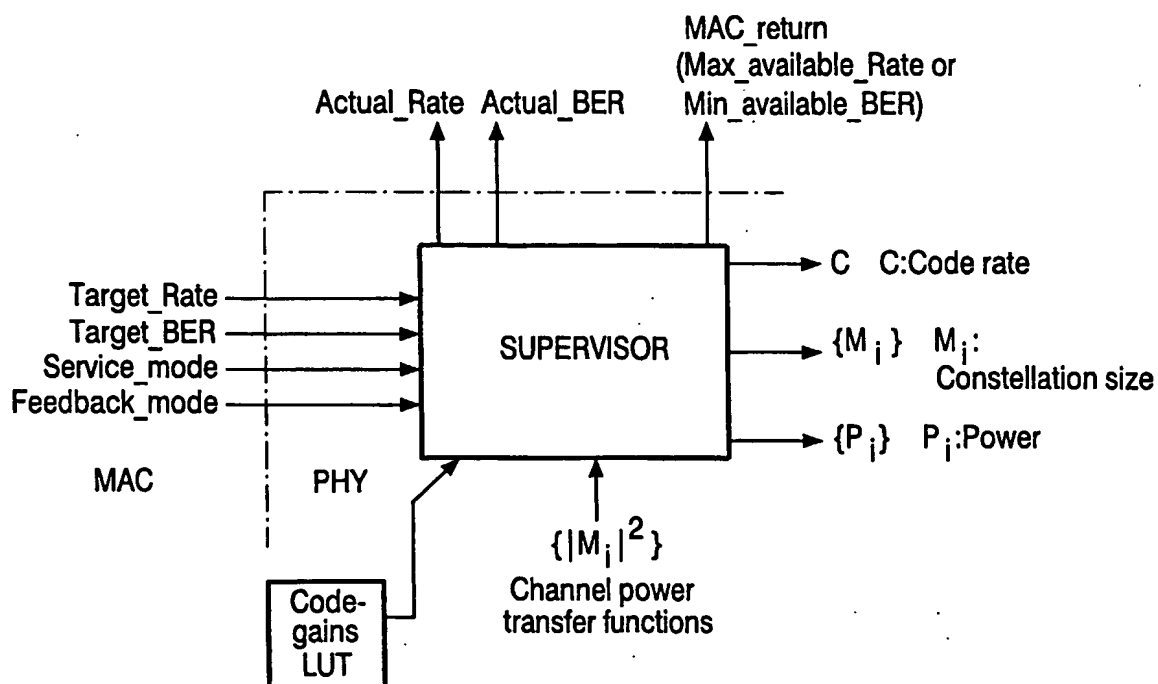 MAC_return
(Max_available_Rate or
Min_available_BER)
Actual_Rate Actual_BER
C C:Code rate
Target_Rate
Target_BER
Service_mode
Feedback_mode
SUPERVISOR
{M_i} M_i:
Constellation size
{P_i} P_i:Power
MAC
PHY
{|M_i|^2}
Channel power
transfer functions
Code-
gains
LUT